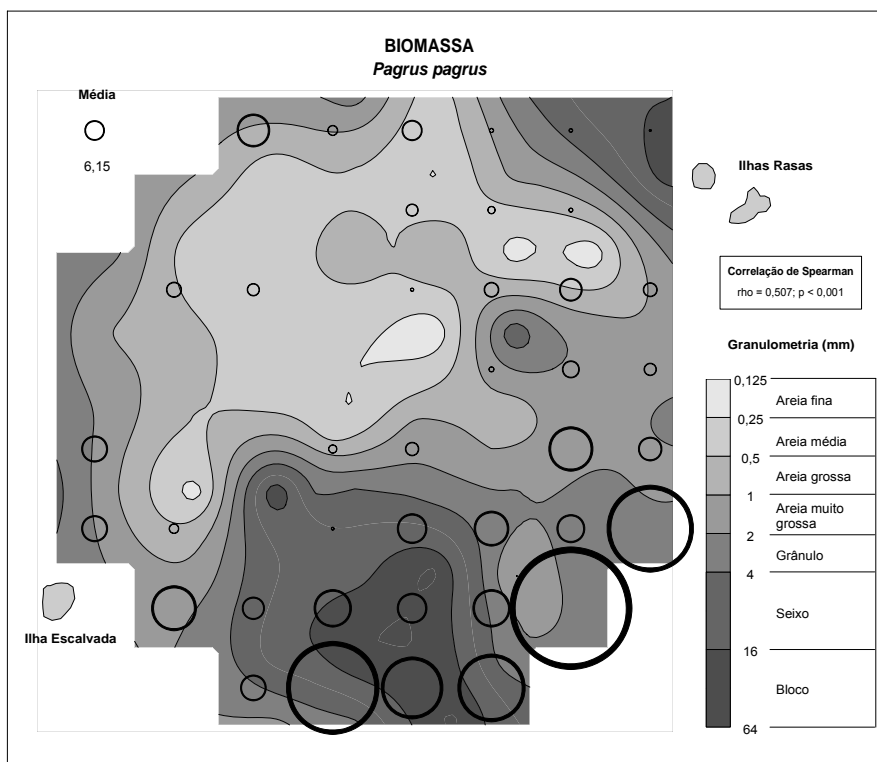 BIOMASSA
Pagrus pagrus
Média
6,15
Ilhas Rasas
Correlação de Spearman
rho = 0,507; p < 0,001
Granulometria (mm)
0,125
Areia fina
0,25
Areia média
0,5
Areia grossa
1
Areia muito
grossa
2
Grânulo
4
Seixo
16
Bloco
64
Ilha Escalvada